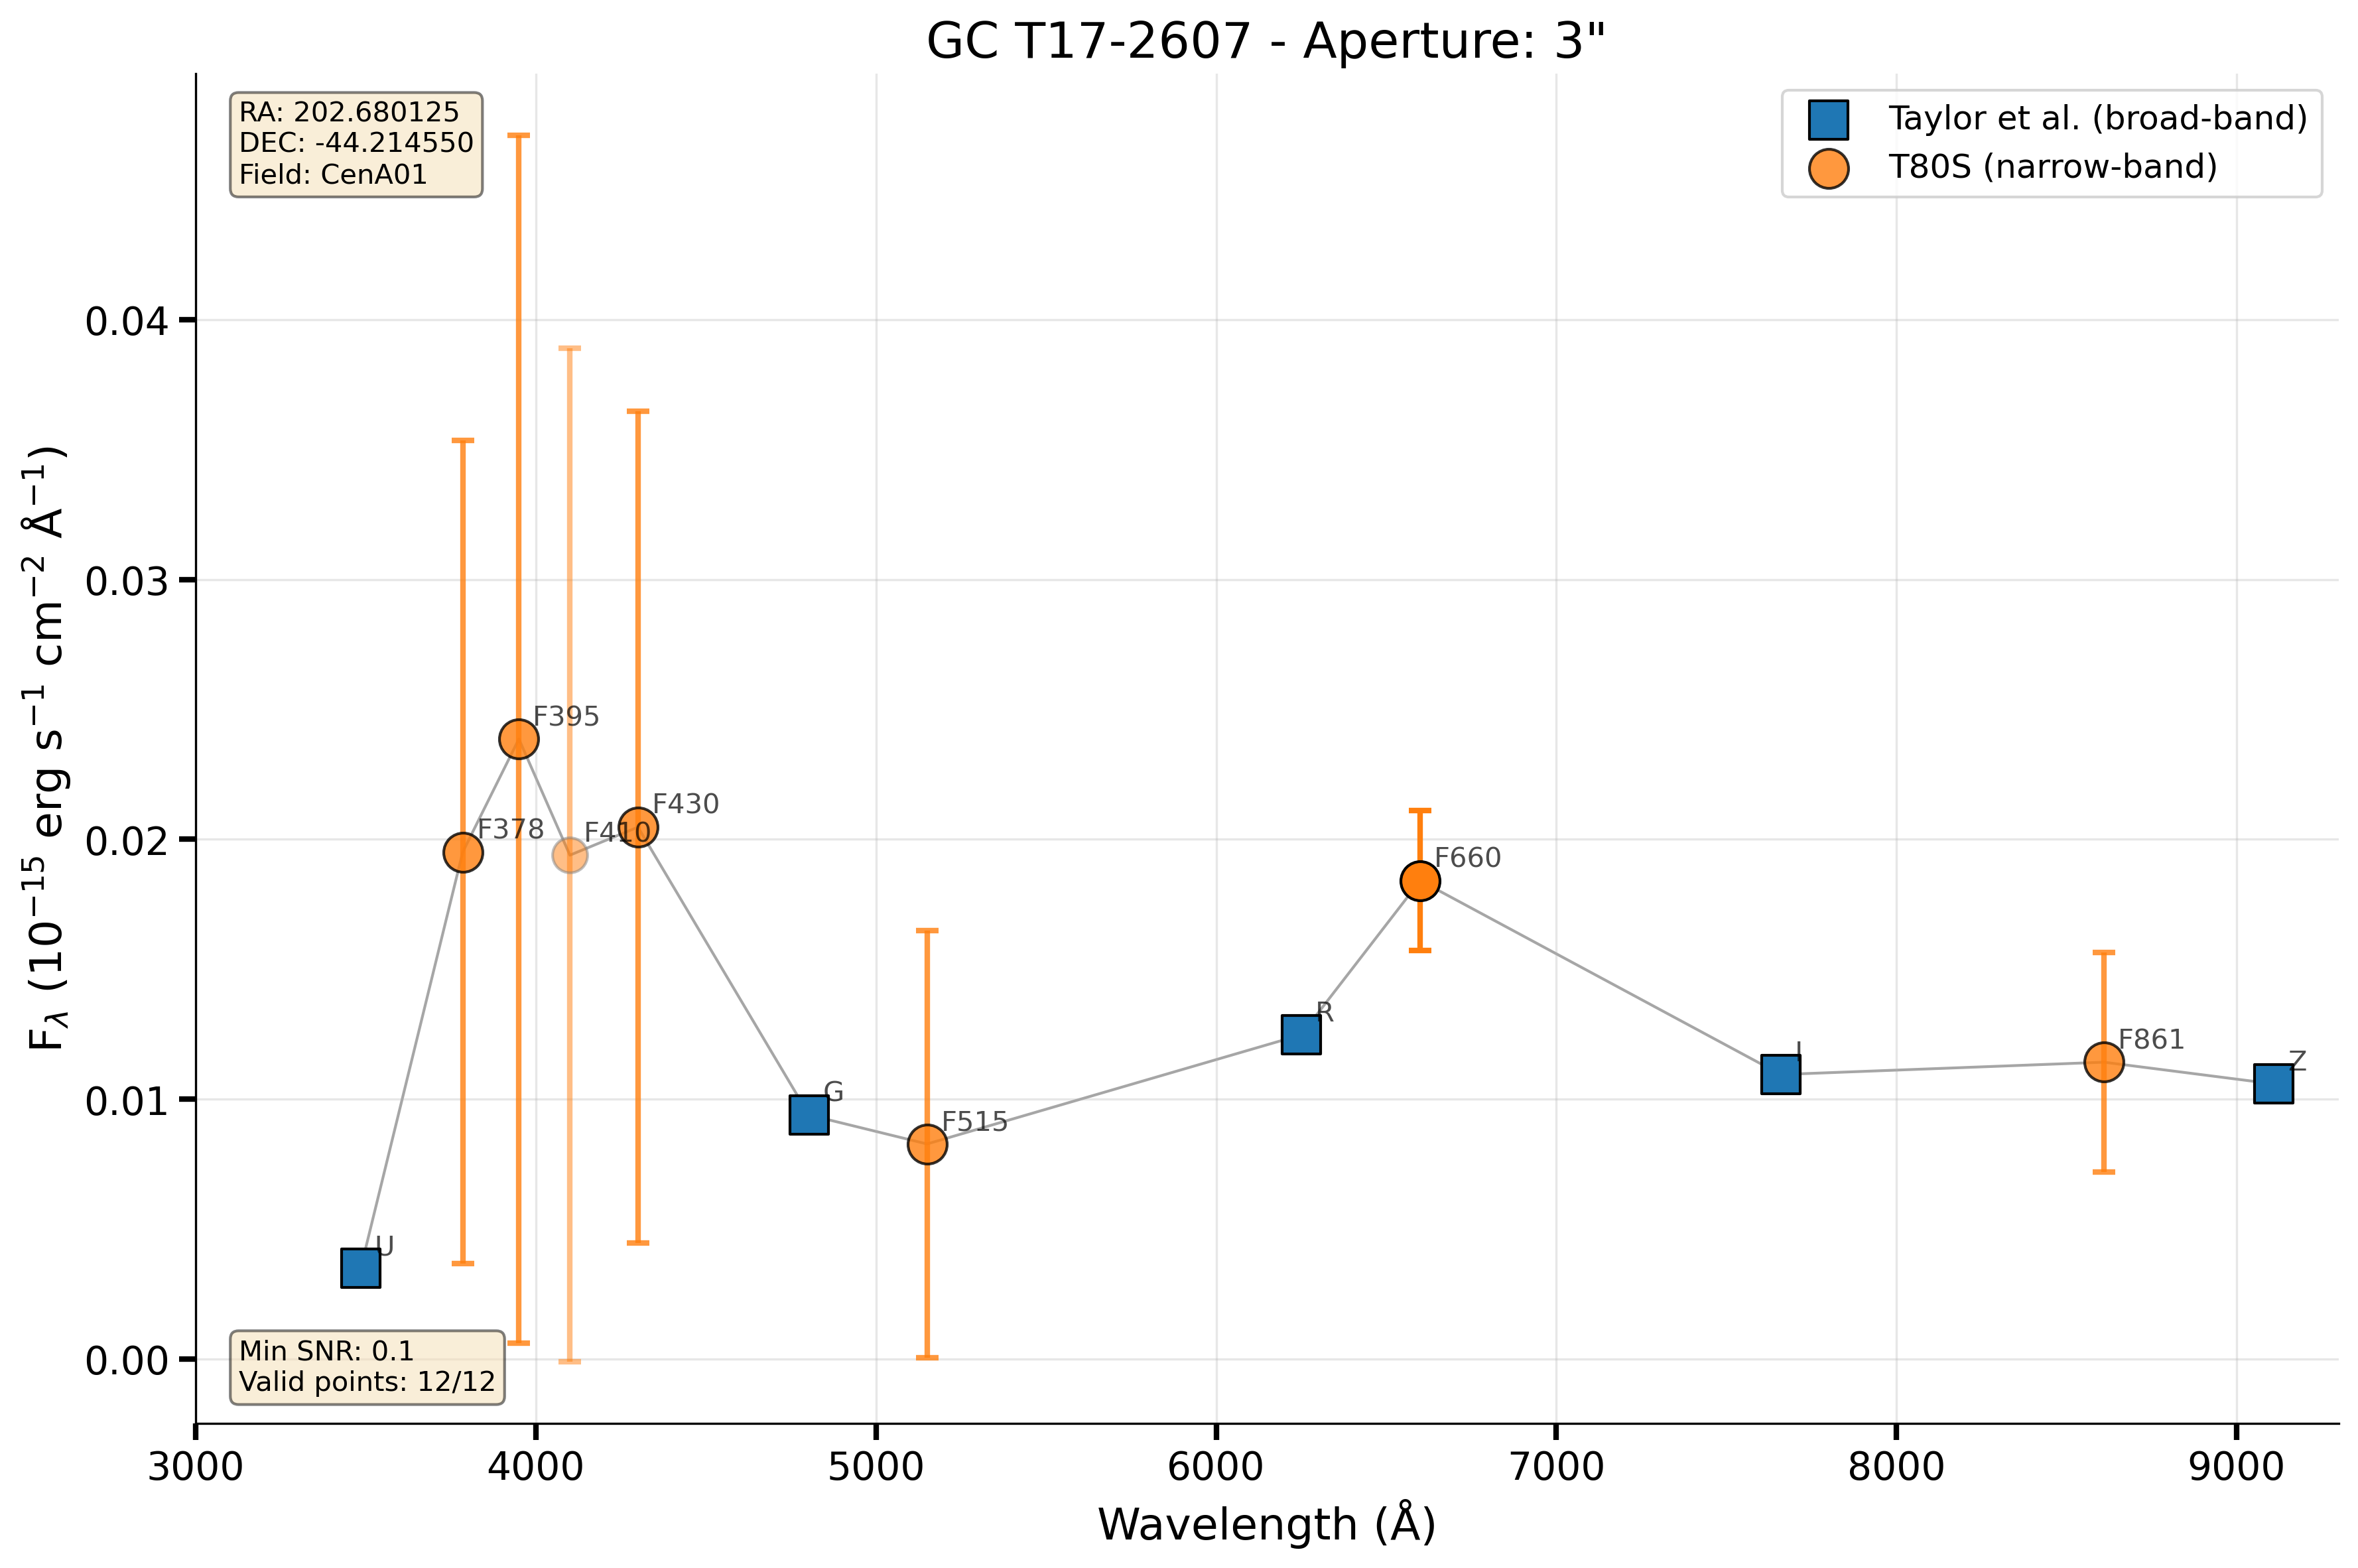 GC T17-2607 - Aperture: 3"
RA: 202.680125
DEC: -44.214550
Field: CenA01
Taylor et al. (broad-band)
T80S (narrow-band)
F$_{\lambda}$ (10$^{-15}$ erg s$^{-1}$ cm$^{-2}$ Å$^{-1}$)
0.04
0.03
0.02
0.01
0.00
F395
F378
F410
F430
F660
R
I
F861
Z
G
F515
U
Min SNR: 0.1
Valid points: 12/12
3000
4000
5000
6000
7000
8000
9000
Wavelength (Å)